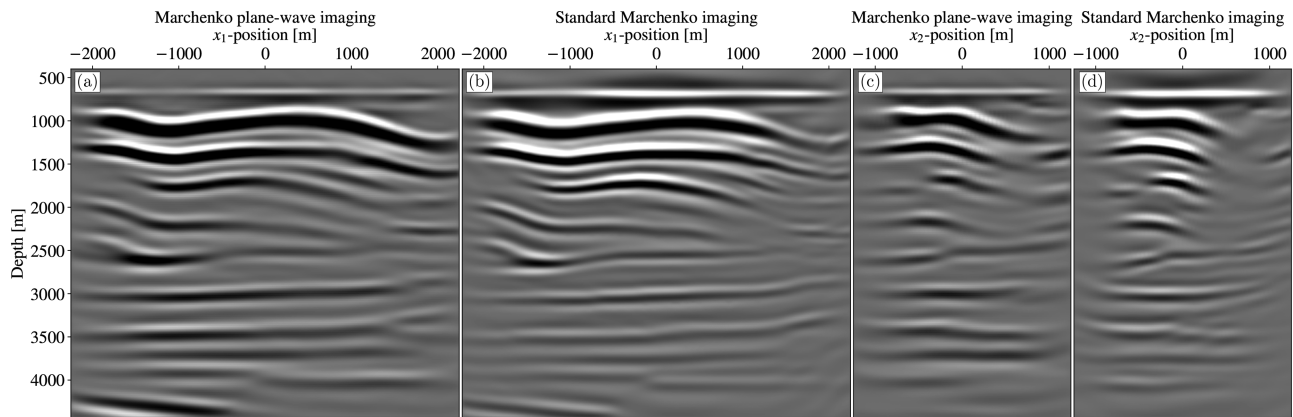 Marchenko plane-wave imaging
x₁-position [m]
−2000 −1000 0 1000 2000
Standard Marchenko imaging
x₁-position [m]
−2000 −1000 0 1000 2000
Marchenko plane-wave imaging
x₂-position [m]
−1000 0 1000
Standard Marchenko imaging
x₂-position [m]
−1000 0 1000
(a)
(b)
(c)
(d)
Depth [m]
500
1000
1500
2000
2500
3000
3500
4000